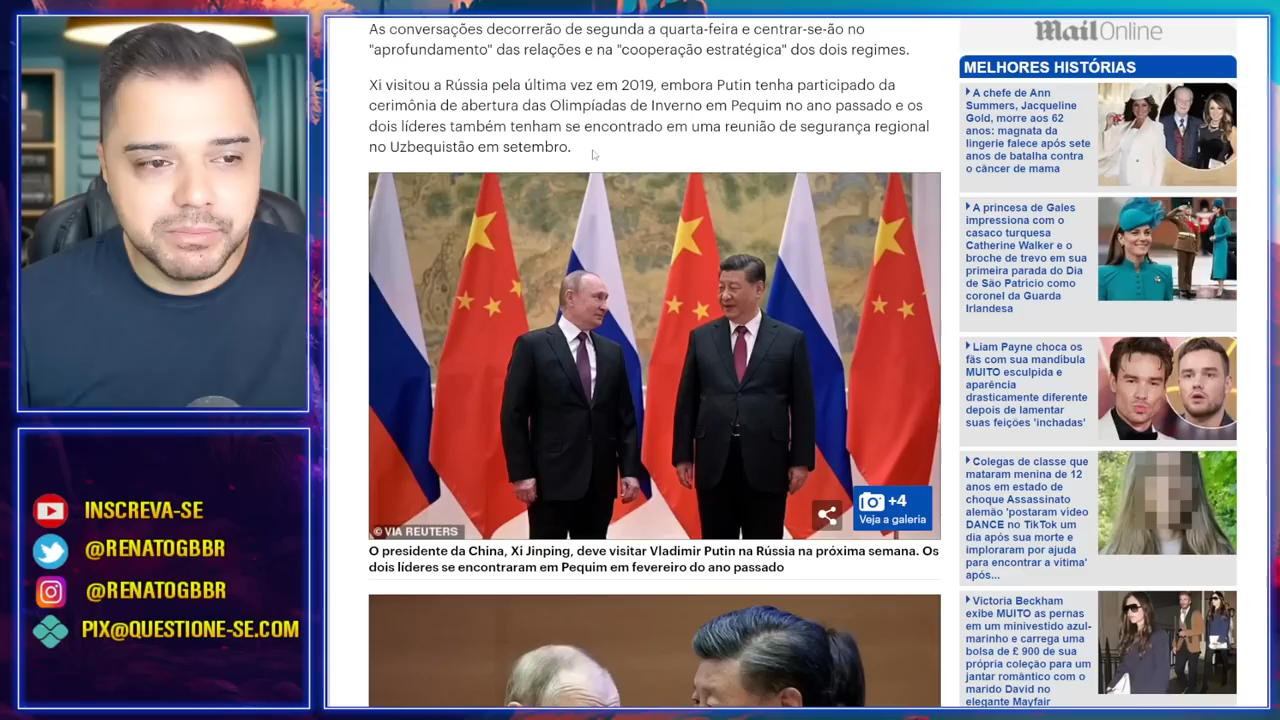 As conversações decorrerão de segunda a quarta-feira e centrar-se-ão no
"aprofundamento" das relações e na "cooperação estratégica" dos dois regimes.
Xi visitou a Rússia pela última vez em 2019, embora Putin tenha participado da
cerimônia de abertura das Olimpíadas de Inverno em Pequim no ano passado e os
dois líderes também tenham se encontrado em uma reunião de segurança regional
no Uzbequistão em setembro.
+4
Veja a galeria
© VIA REUTERS
O presidente da China, Xi Jinping, deve visitar Vladimir Putin na Rússia na próxima semana. Os
dois líderes se encontraram em Pequim em fevereiro do ano passado
Mail Online
MELHORES HISTÓRIAS
A chefe de Ann
Summers, Jacqueline
Gold, morre aos 62
anos: magnata da
lingerie falece após sete
anos de batalha contra
o câncer de mama
A princesa de Gales
impressiona com o
casaco turquesa
Catherine Walker e o
broche de trevo em sua
primeira parada do Dia
de São Patrício como
coronel da Guarda
Irlandesa
Liam Payne choca os
fãs com sua mandíbula
MUITO esculpida e
aparência
drasticamente diferente
depois de lamentar
suas feições 'inchadas'
Colegas de classe que
mataram menina de 12
anos em estado de
choque Assassinato
alemão 'postaram vídeo
DANCE no TikTok um
dia após sua morte e
imploraram por ajuda
para encontrar a vítima'
após...
Victoria Beckham
exibe MUITO as pernas
em um minivestido azul-
marinho e carrega uma
bolsa de £ 900 de sua
própria coleção para um
jantar romântico com o
marido David no
elegante Mayfair
INSCREVA-SE
@RENATOGBBR
@RENATOGBBR
PIX@QUESTIONE-SE.COM